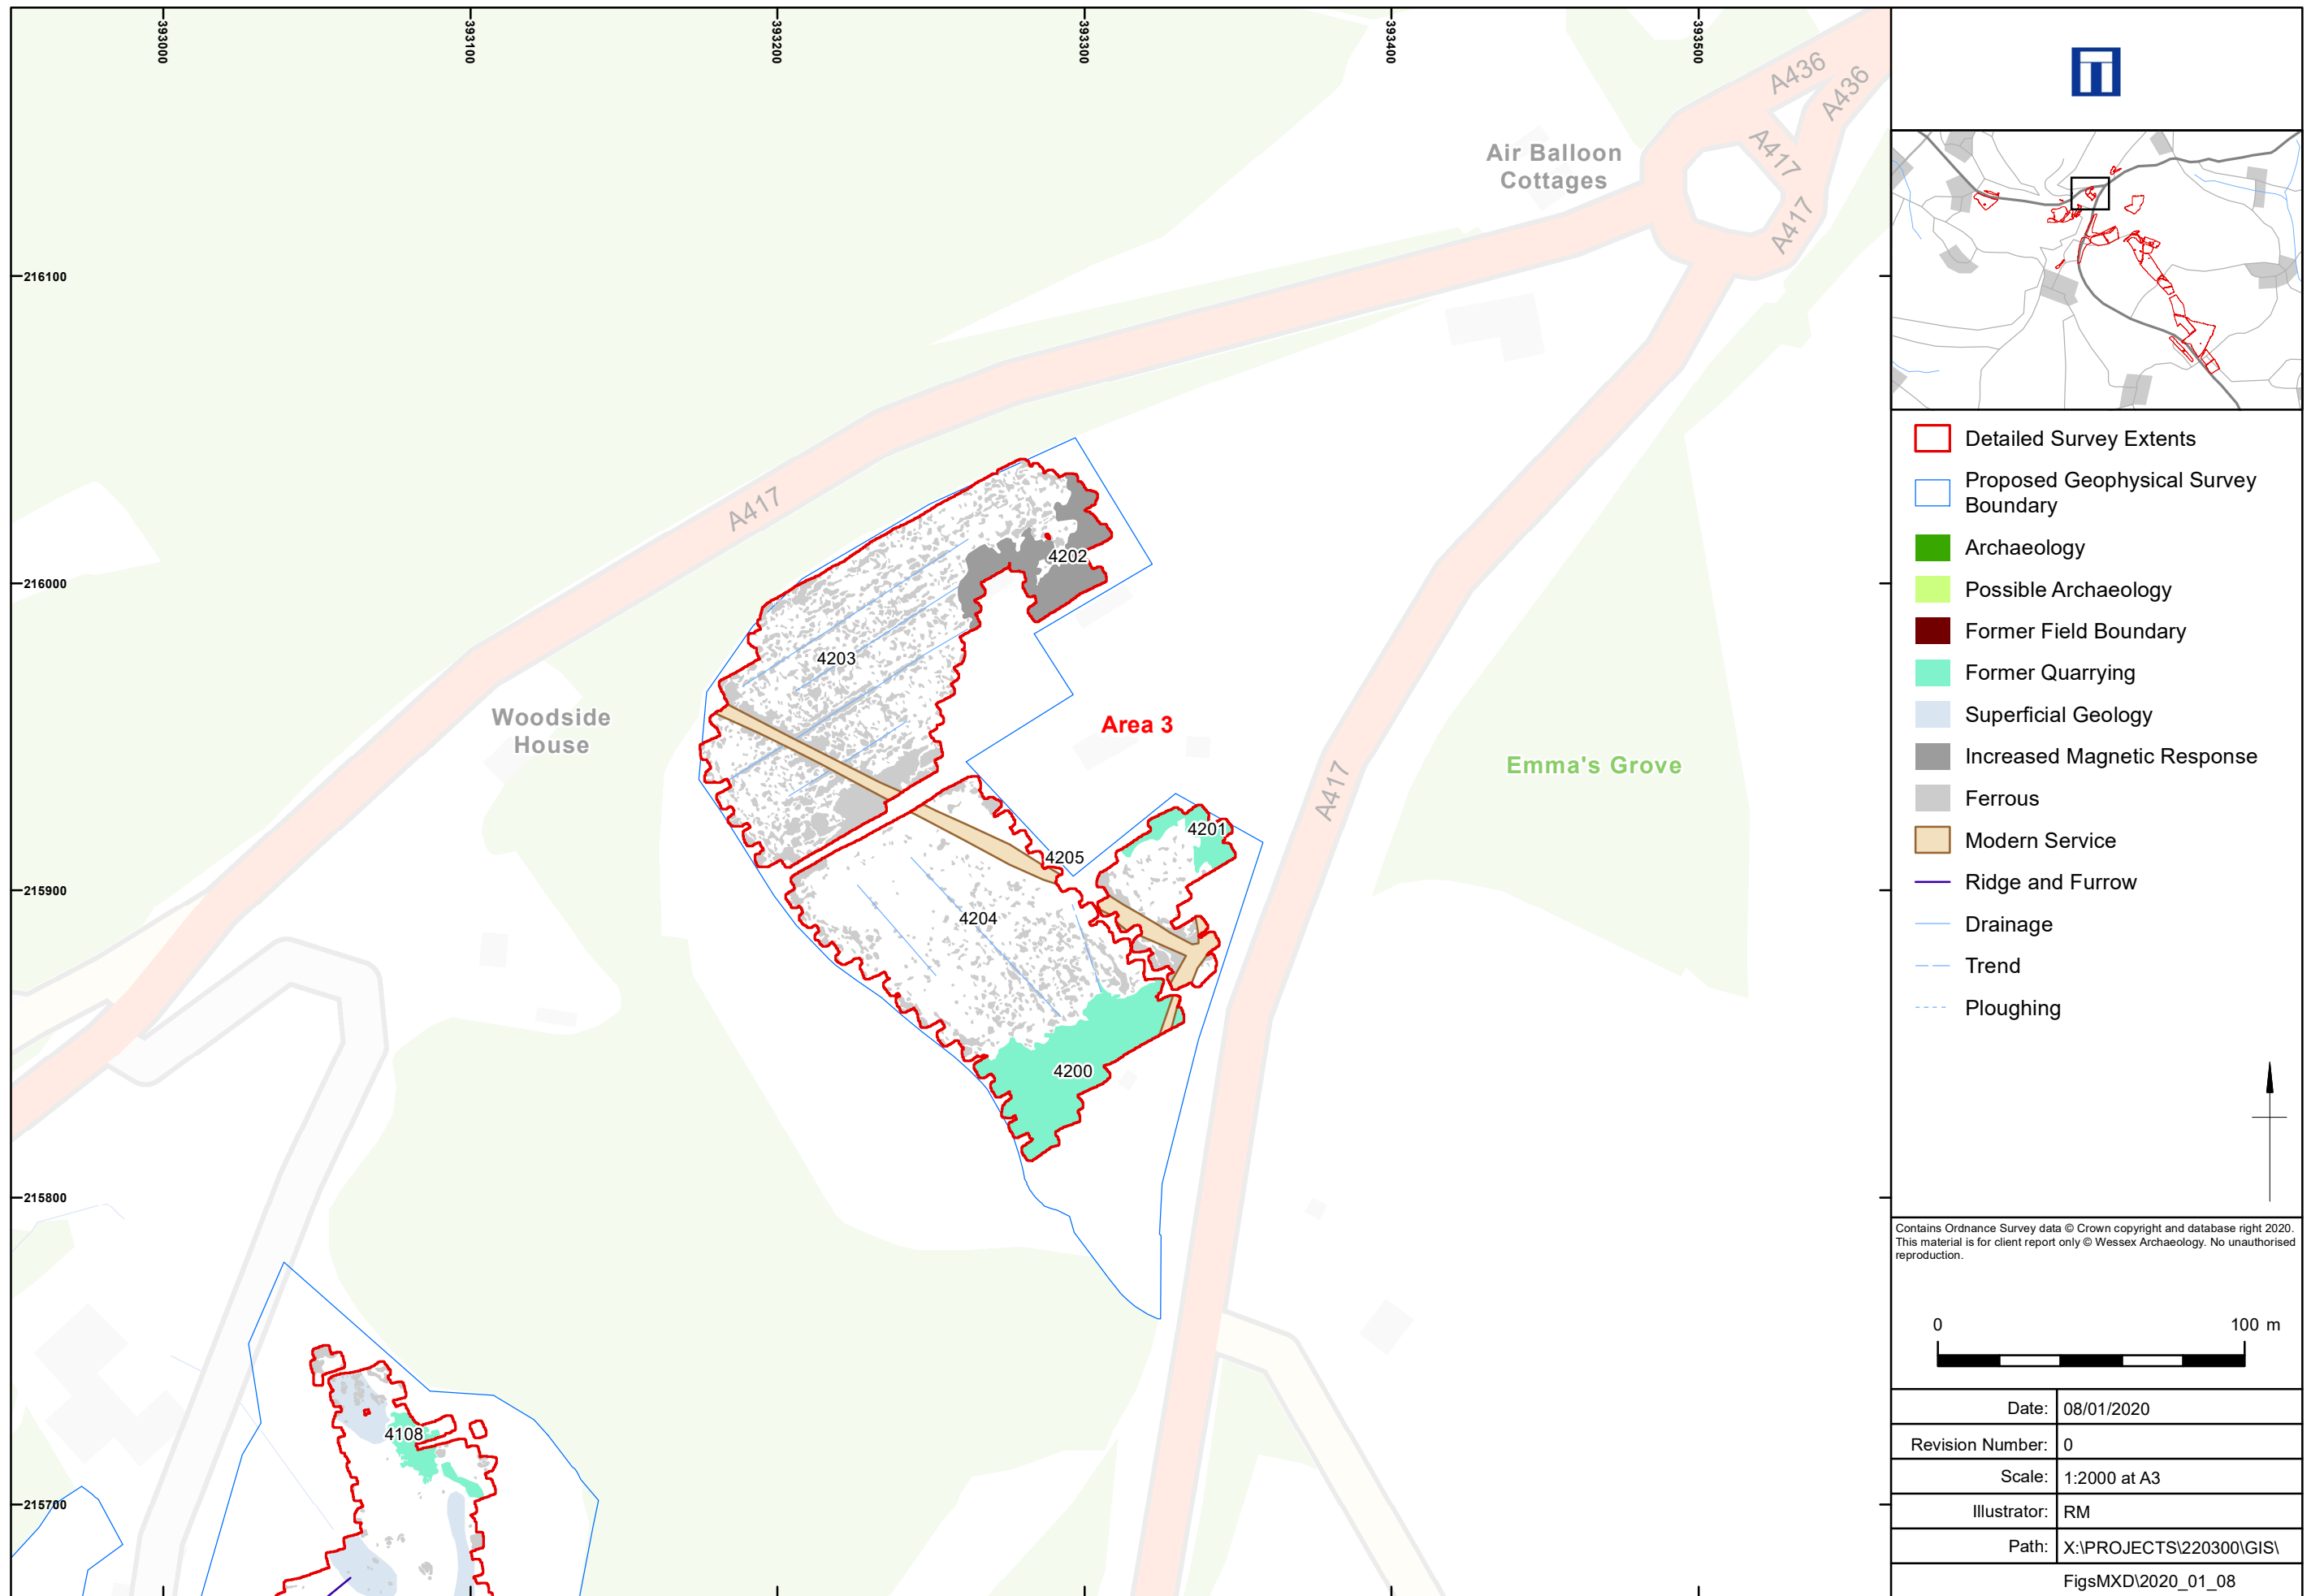 393000
393100
393200
393300
393400
393500
A436
A436
A417
A417
Air Balloon
Cottages
216100
A417
216000
4202
4203
Woodside
House
Area 3
Emma's Grove
A417
4201
4205
215900
4204
4200
215800
4108
215700
Detailed Survey Extents
Proposed Geophysical Survey
Boundary
Archaeology
Possible Archaeology
Former Field Boundary
Former Quarrying
Superficial Geology
Increased Magnetic Response
Ferrous
Modern Service
Ridge and Furrow
Drainage
Trend
Ploughing
Contains Ordnance Survey data © Crown copyright and database right 2020.
This material is for client report only © Wessex Archaeology. No unauthorised
reproduction.
0 100 m
Date: 08/01/2020
Revision Number: 0
Scale: 1:2000 at A3
Illustrator: RM
Path: X:\PROJECTS\220300\GIS\
FigsMXD\2020_01_08